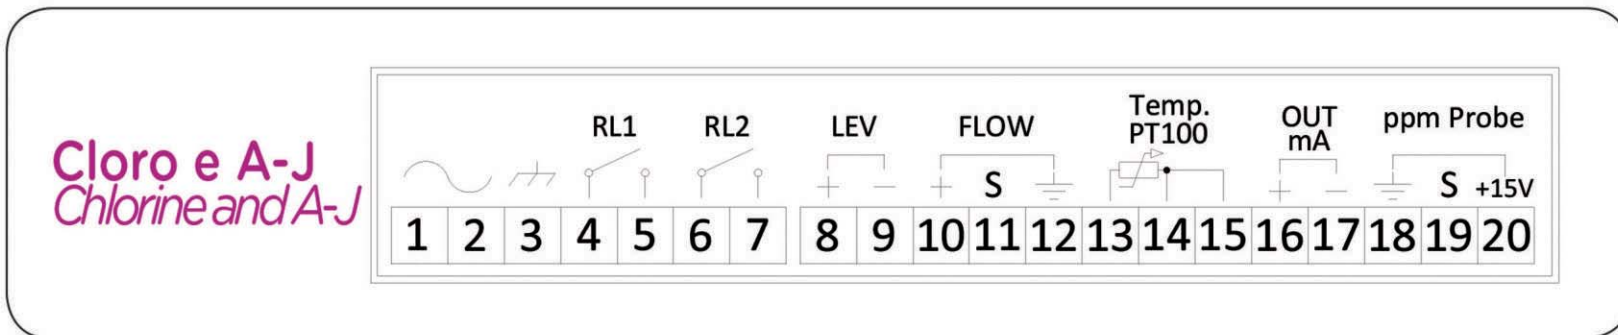 Cloro e A-J
Chlorine and A-J
RL1 RL2 LEV FLOW Temp. PT100 OUT mA ppm Probe
+ − + S + − S +15V
1 2 3 4 5 6 7 8 9 10 11 12 13 14 15 16 17 18 19 20